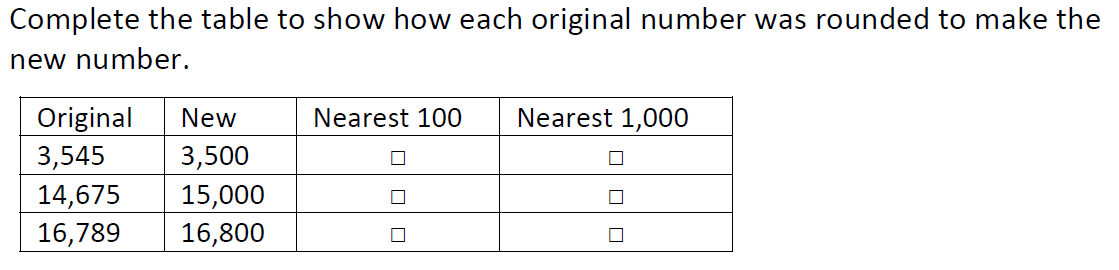 Complete the table to show how each original number was rounded to make the
new number.
Original New Nearest 100 Nearest 1,000
3,545 3,500 □ □
14,675 15,000 □ □
16,789 16,800 □ □